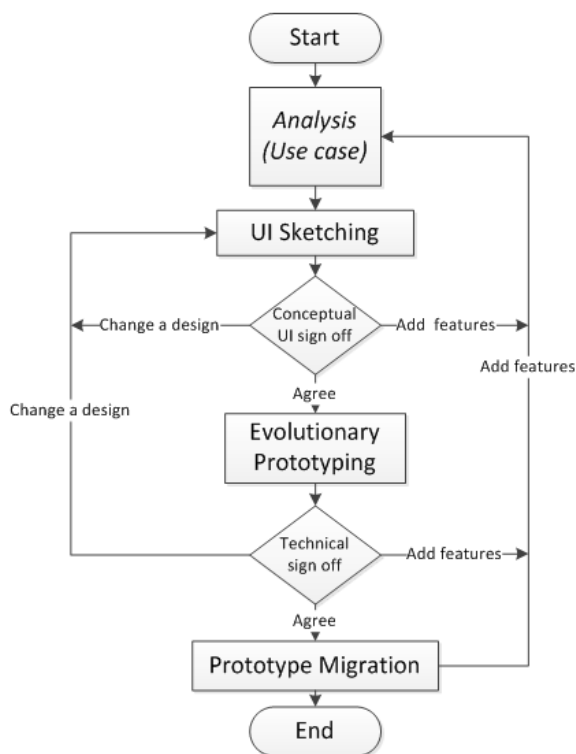 Start
Analysis
(Use case)
UI Sketching
Conceptual
UI sign off
Change a design
Add features
Add features
Change a design
Agree
Evolutionary
Prototyping
Technical
sign off
Add features
Agree
Prototype Migration
End